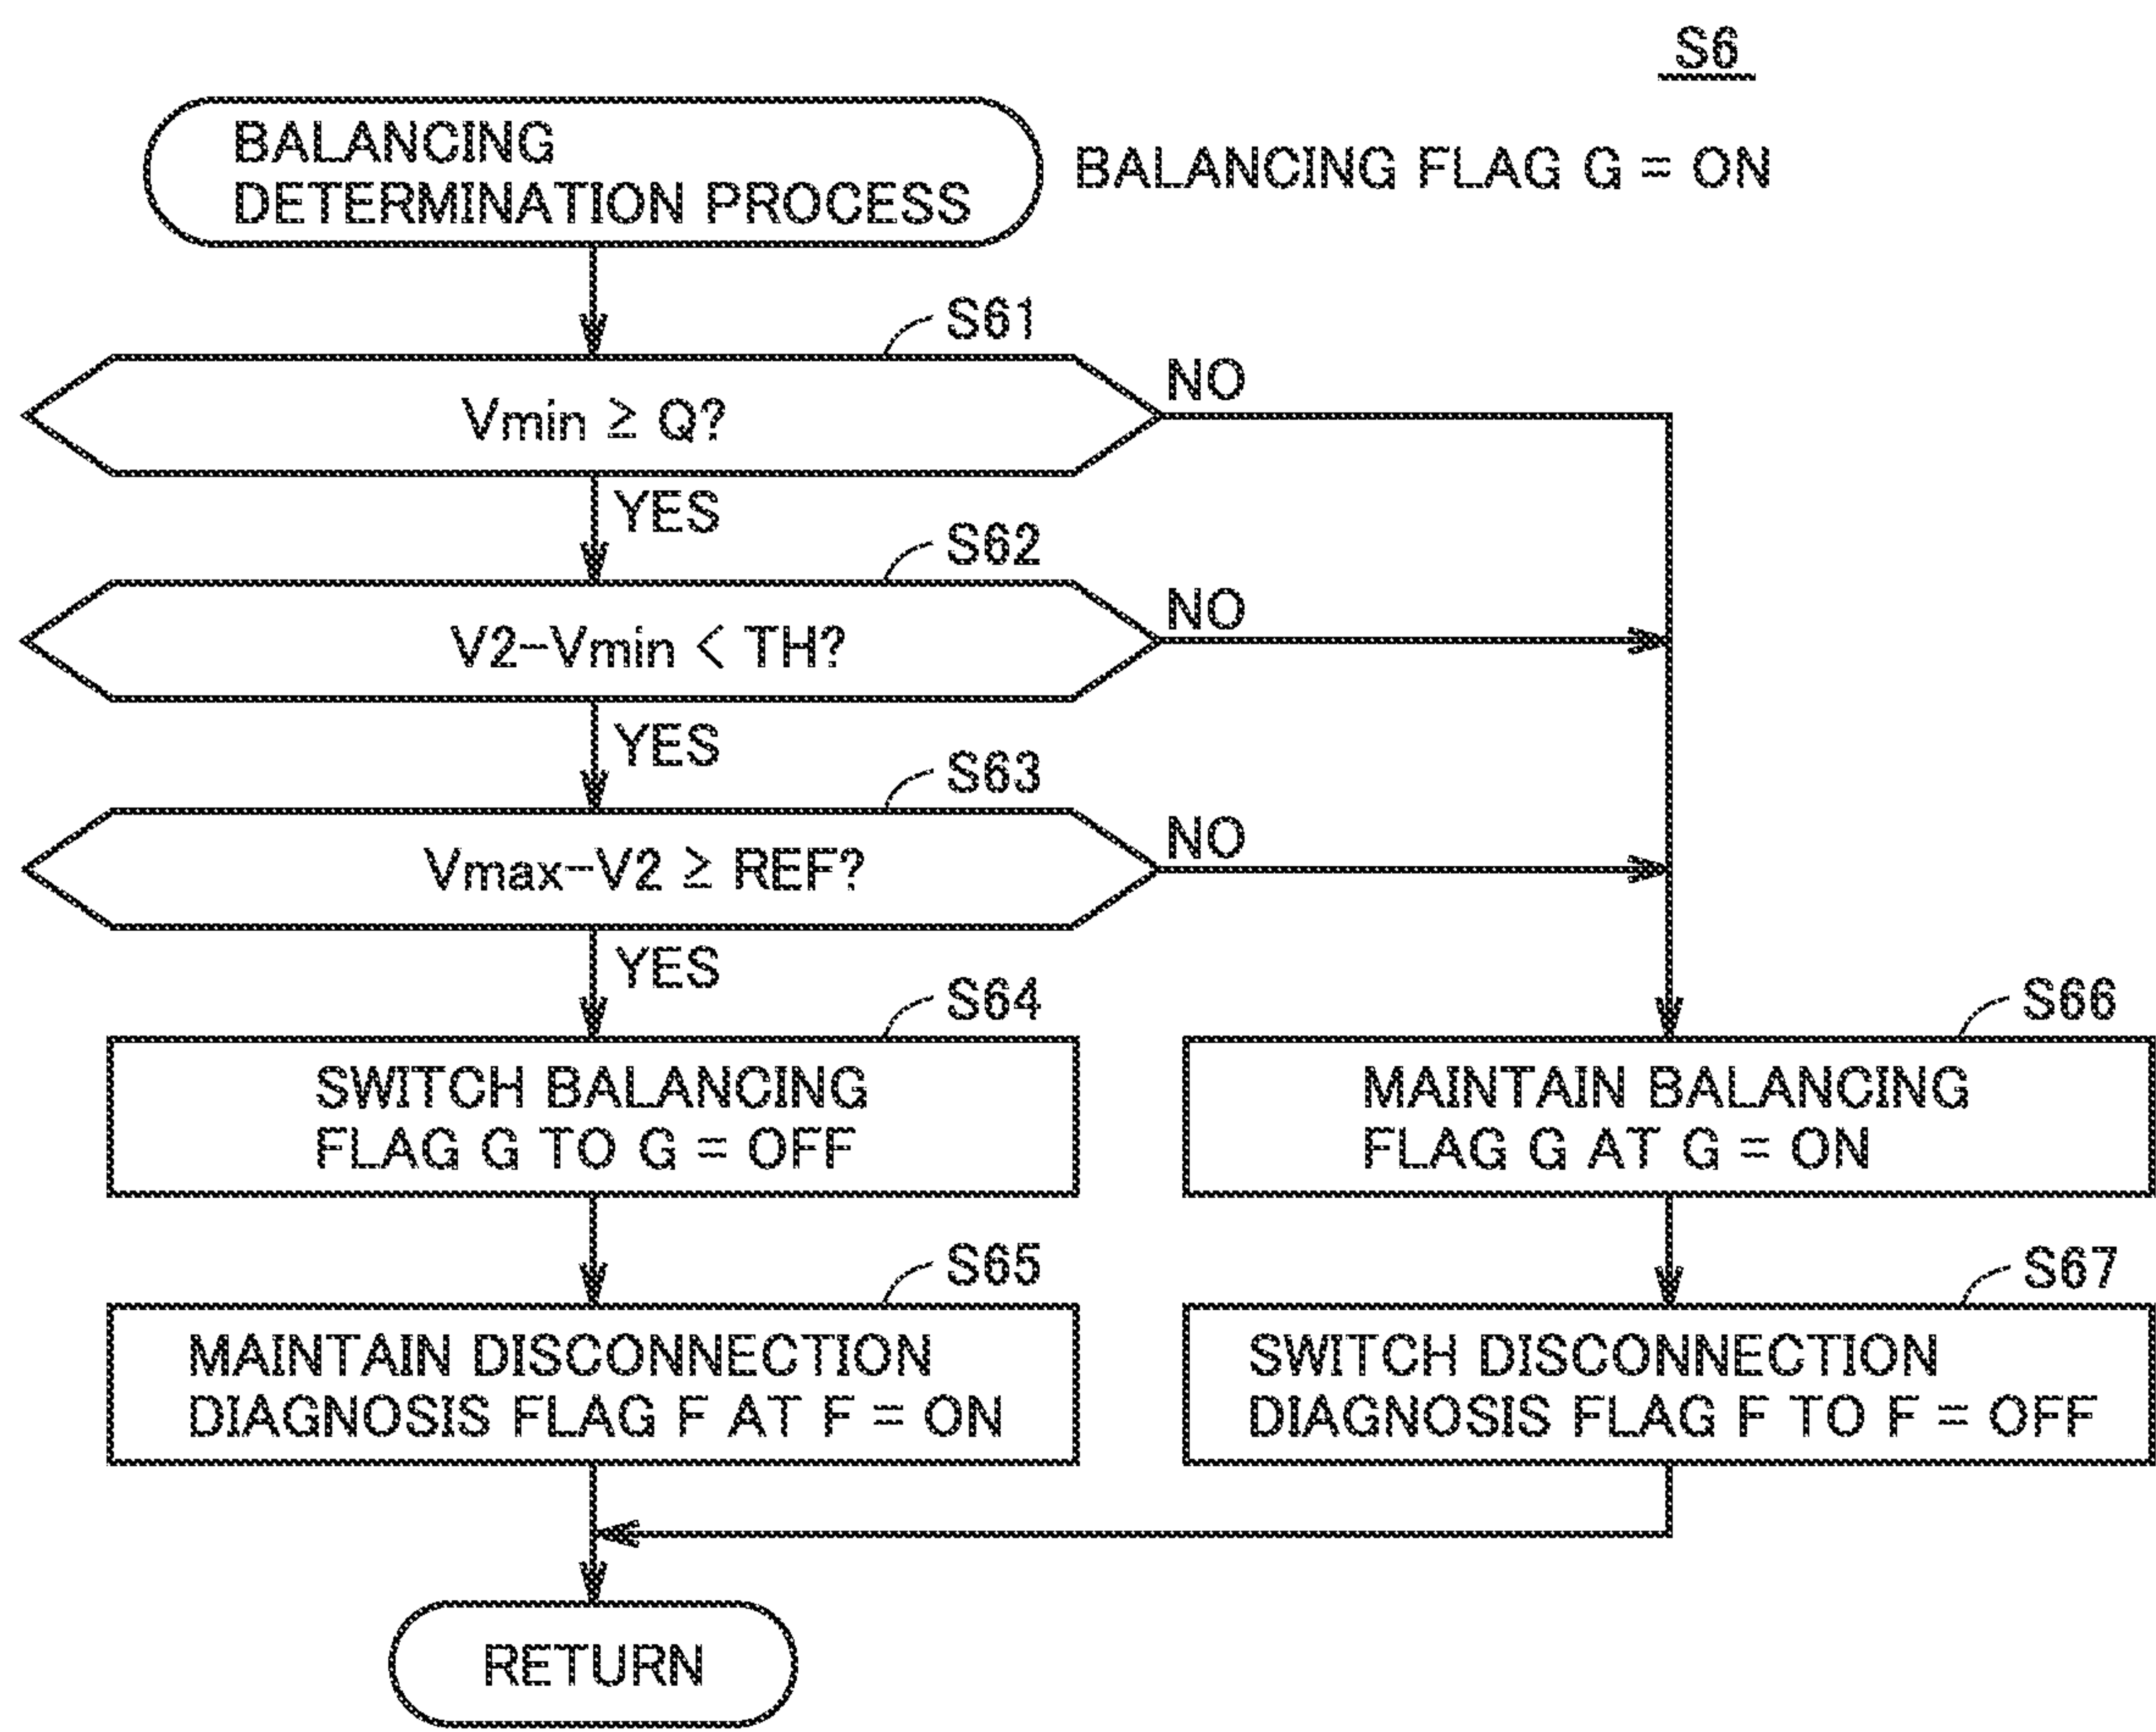 S6
BALANCING
DETERMINATION PROCESS
BALANCING FLAG G = ON
S61
Vmin ≥ Q?
NO
YES
S62
V2-Vmin < TH?
NO
YES
S63
Vmax-V2 ≥ REF?
NO
YES
S64
SWITCH BALANCING
FLAG G TO G = OFF
S66
MAINTAIN BALANCING
FLAG G AT G = ON
S65
MAINTAIN DISCONNECTION
DIAGNOSIS FLAG F AT F = ON
S67
SWITCH DISCONNECTION
DIAGNOSIS FLAG F TO F = OFF
RETURN